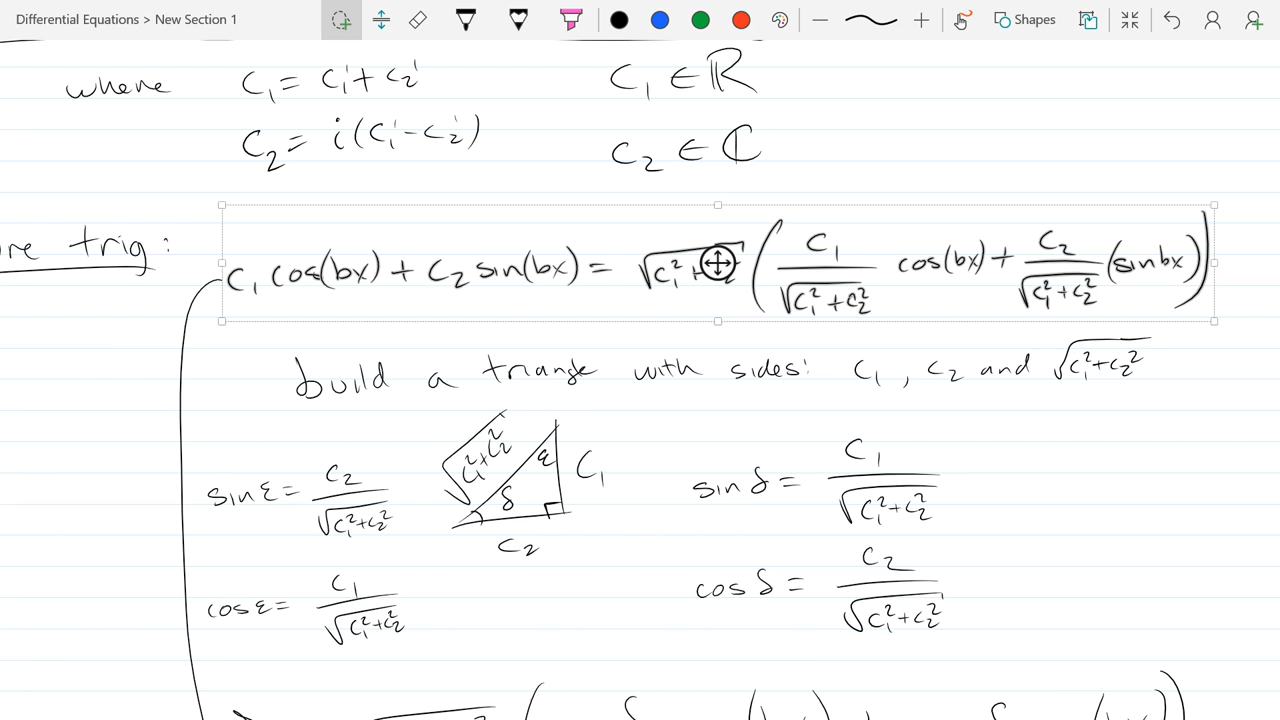 Differential Equations > New Section 1
Shapes
where C₁ = C₁' + C₂' C₁ ∈ ℝ
C₂ = i(C₁' - C₂') C₂ ∈ ℂ
re trig:
C₁ cos(bx) + C₂ sin(bx) = √(C₁² + C₂²) ( C₁/√(C₁²+C₂²) cos(bx) + C₂/√(C₁²+C₂²) (sin bx) )
build a triangle with sides: C₁, C₂ and √(C₁²+C₂²)
√(C₁²+C₂²) ε C₁
δ
C₂
sin ε = C₂/√(C₁²+C₂²) sin δ = C₁/√(C₁²+C₂²)
cos ε = C₁/√(C₁²+C₂²) cos δ = C₂/√(C₁²+C₂²)